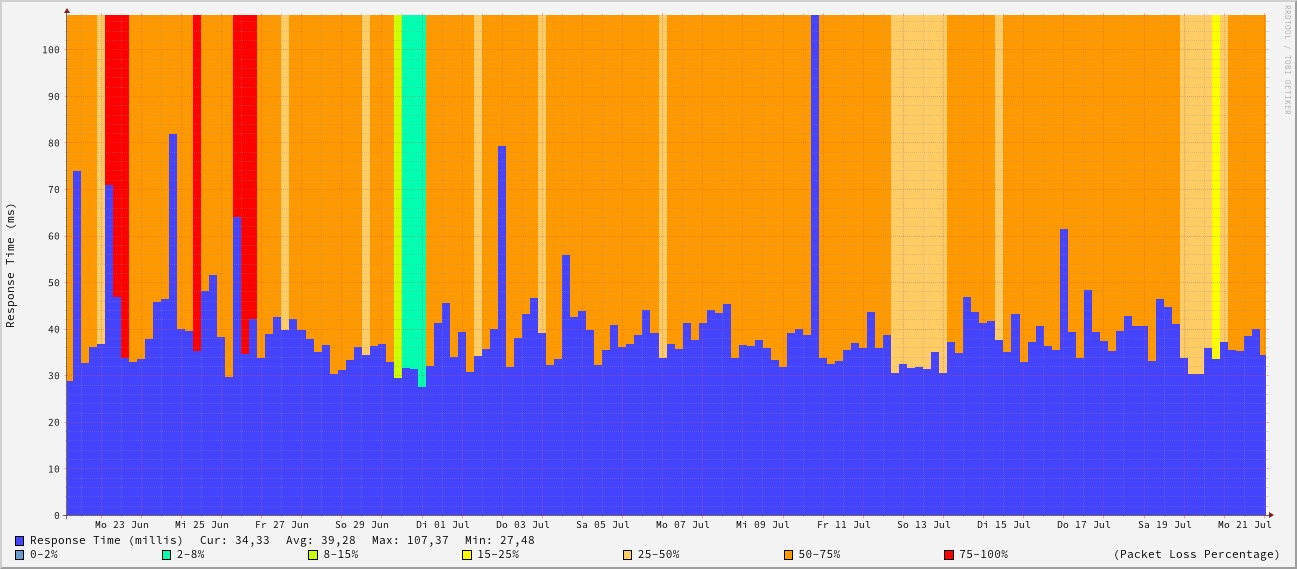 RRDTOOL / TOBI OETIKER
Response Time (ms)
100
90
80
70
60
50
40
30
20
10
0
Mo 23 Jun Mi 25 Jun Fr 27 Jun So 29 Jun Di 01 Jul Do 03 Jul Sa 05 Jul Mo 07 Jul Mi 09 Jul Fr 11 Jul So 13 Jul Di 15 Jul Do 17 Jul Sa 19 Jul Mo 21 Jul
Response Time (millis) Cur: 34,33 Avg: 39,28 Max: 107,37 Min: 27,48
0-2% 2-8% 8-15% 15-25% 25-50% 50-75% 75-100% (Packet Loss Percentage)